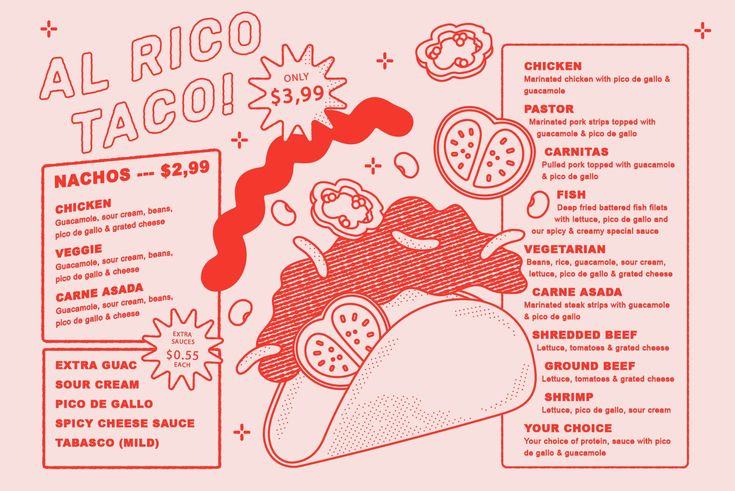 AL RICO
TACO!
ONLY
$3,99
NACHOS --- $2,99
CHICKEN
Guacamole, sour cream, beans,
pico de gallo & grated cheese
VEGGIE
Guacamole, sour cream, beans,
pico de gallo & cheese
CARNE ASADA
Guacamole, sour cream, beans,
pico de gallo & cheese
EXTRA
SAUCES
$0.55
EACH
EXTRA GUAC
SOUR CREAM
PICO DE GALLO
SPICY CHEESE SAUCE
TABASCO (MILD)
CHICKEN
Marinated chicken with pico de gallo &
guacamole
PASTOR
Marinated pork strips topped with
guacamole & pico de gallo
CARNITAS
Pulled pork topped with guacamole
& pico de gallo
FISH
Deep fried battered fish filets
with lettuce, pico de gallo and
our spicy & creamy special sauce
VEGETARIAN
Beans, rice, guacamole, sour cream,
lettuce, pico de gallo & grated cheese
CARNE ASADA
Marinated steak strips with guacamole
& pico de gallo
SHREDDED BEEF
Lettuce, tomatoes & grated cheese
GROUND BEEF
Lettuce, tomatoes & grated cheese
SHRIMP
Lettuce, pico de gallo, sour cream
YOUR CHOICE
Your choice of protein, sauce with pico
de gallo & guacamole